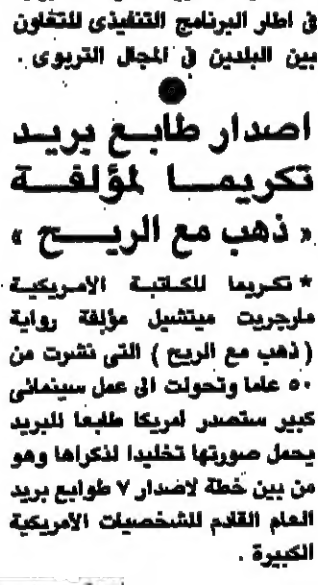 في اطار البرنامج التنفيذى للتعاون
بين البلدين في المجال التربوى .
اصدار طابع بريد
تكريما لمؤلفة
« ذهب مع الريح »
* تكريما للكاتبة الامريكية
مارجريت ميتشيل مؤلفة رواية
( ذهب مع الريح ) التى نشرت من
٥٠ عاما وتحولت الى عمل سينمائى
كبير ستصدر امريكا طابعا للبريد
يحمل صورتها تخليدا لذكراها وهو
من بين خطة لاصدار ٧ طوابع بريد
العام القادم للشخصيات الامريكية
الكبيرة .